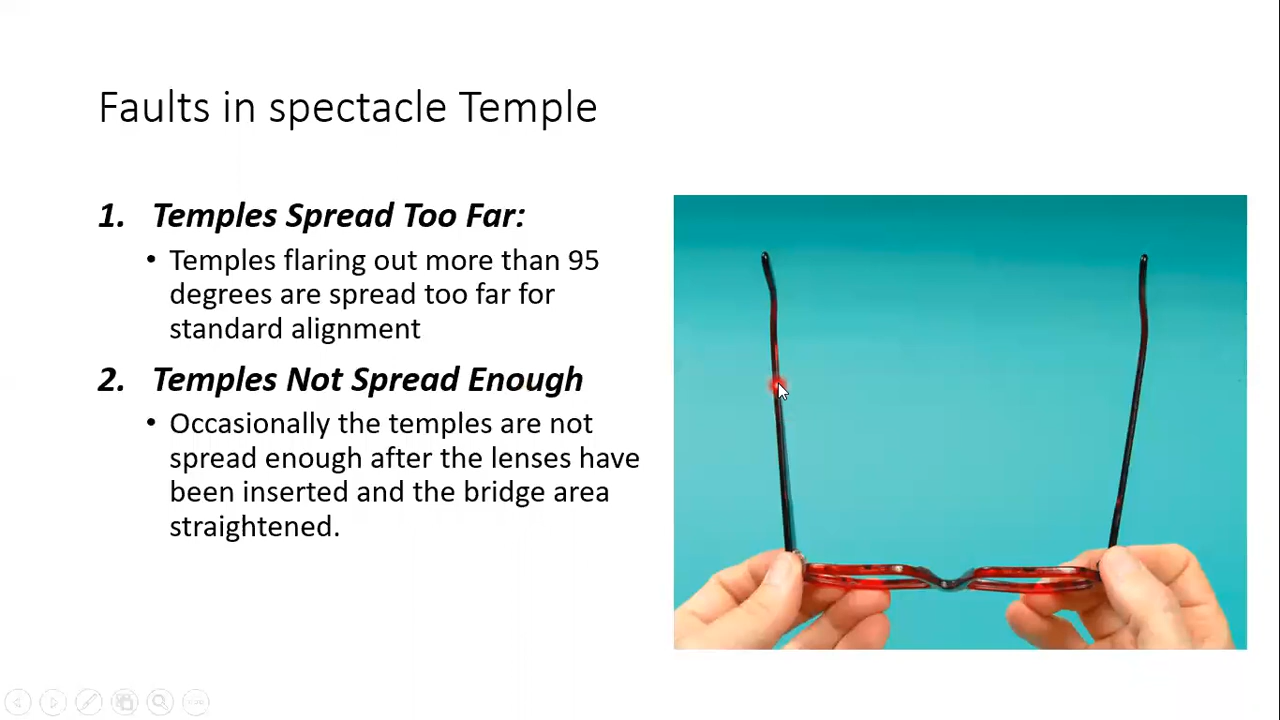 Faults in spectacle Temple
1. Temples Spread Too Far:
• Temples flaring out more than 95
degrees are spread too far for
standard alignment
2. Temples Not Spread Enough
• Occasionally the temples are not
spread enough after the lenses have
been inserted and the bridge area
straightened.